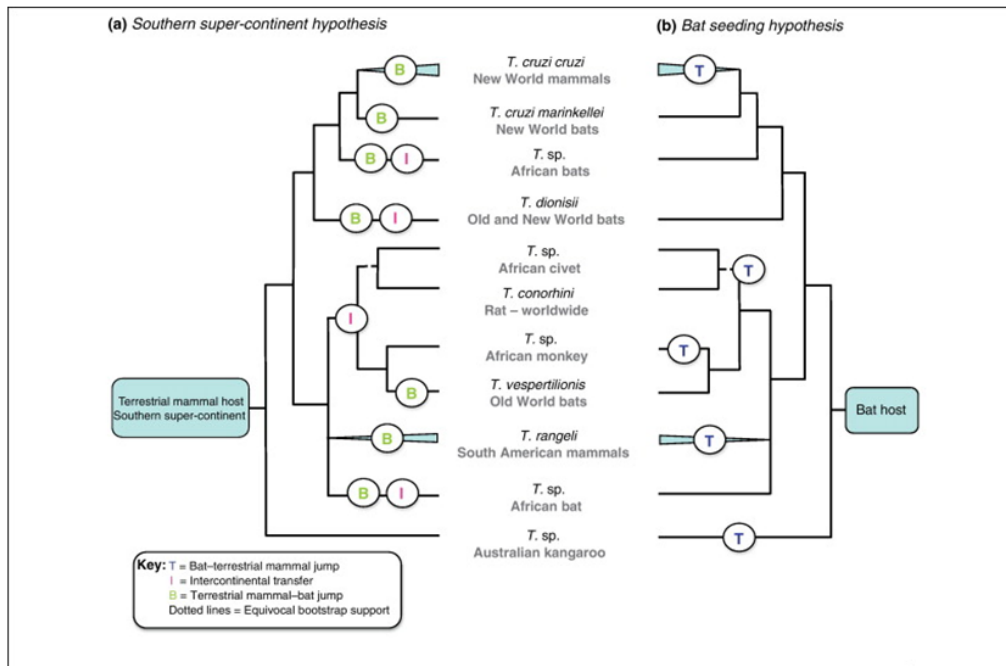 (a) Southern super-continent hypothesis
(b) Bat seeding hypothesis
B
T. cruzi cruzi
New World mammals
T
B
T. cruzi marinkellei
New World bats
B I
T. sp.
African bats
B I
T. dionisii
Old and New World bats
T. sp.
African civet
T
I
T. conorhini
Rat – worldwide
T. sp.
African monkey
T
B
T. vespertilionis
Old World bats
Terrestrial mammal host
Southern super-continent
Bat host
B
T. rangeli
South American mammals
T
B I
T. sp.
African bat
T. sp.
Australian kangaroo
T
Key: T = Bat–terrestrial mammal jump
I = Intercontinental transfer
B = Terrestrial mammal–bat jump
Dotted lines = Equivocal bootstrap support